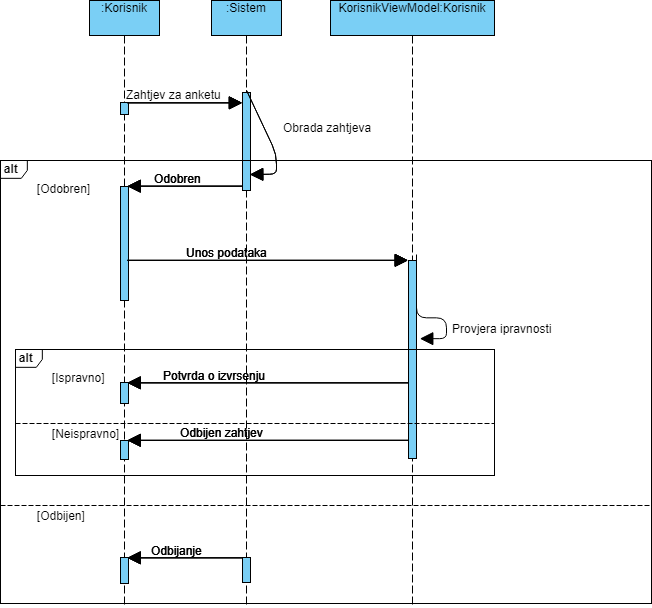 :Korisnik
:Sistem
KorisnikViewModel:Korisnik
Zahtjev za anketu
Obrada zahtjeva
alt
[Odobren]
Odobren
Unos podataka
Provjera ipravnosti
alt
[Ispravno]
Potvrda o izvrsenju
[Neispravno]
Odbijen zahtjev
[Odbijen]
Odbijanje